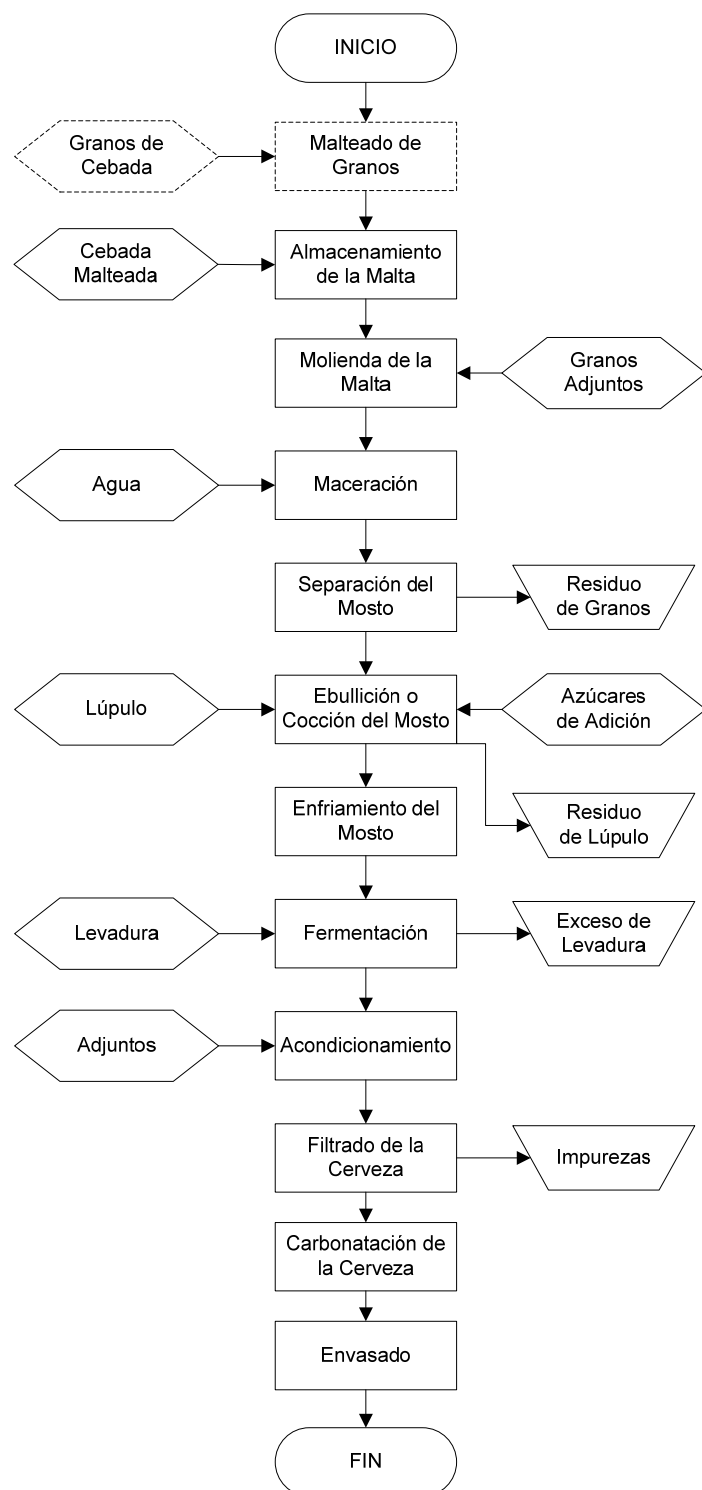 INICIO
Granos de
Cebada
Malteado de
Granos
Cebada
Malteada
Almacenamiento
de la Malta
Molienda de la
Malta
Granos
Adjuntos
Agua
Maceración
Separación del
Mosto
Residuo
de Granos
Lúpulo
Ebullición o
Cocción del Mosto
Azúcares
de Adición
Enfriamiento del
Mosto
Residuo
de Lúpulo
Levadura
Fermentación
Exceso de
Levadura
Adjuntos
Acondicionamiento
Filtrado de la
Cerveza
Impurezas
Carbonatación de
la Cerveza
Envasado
FIN